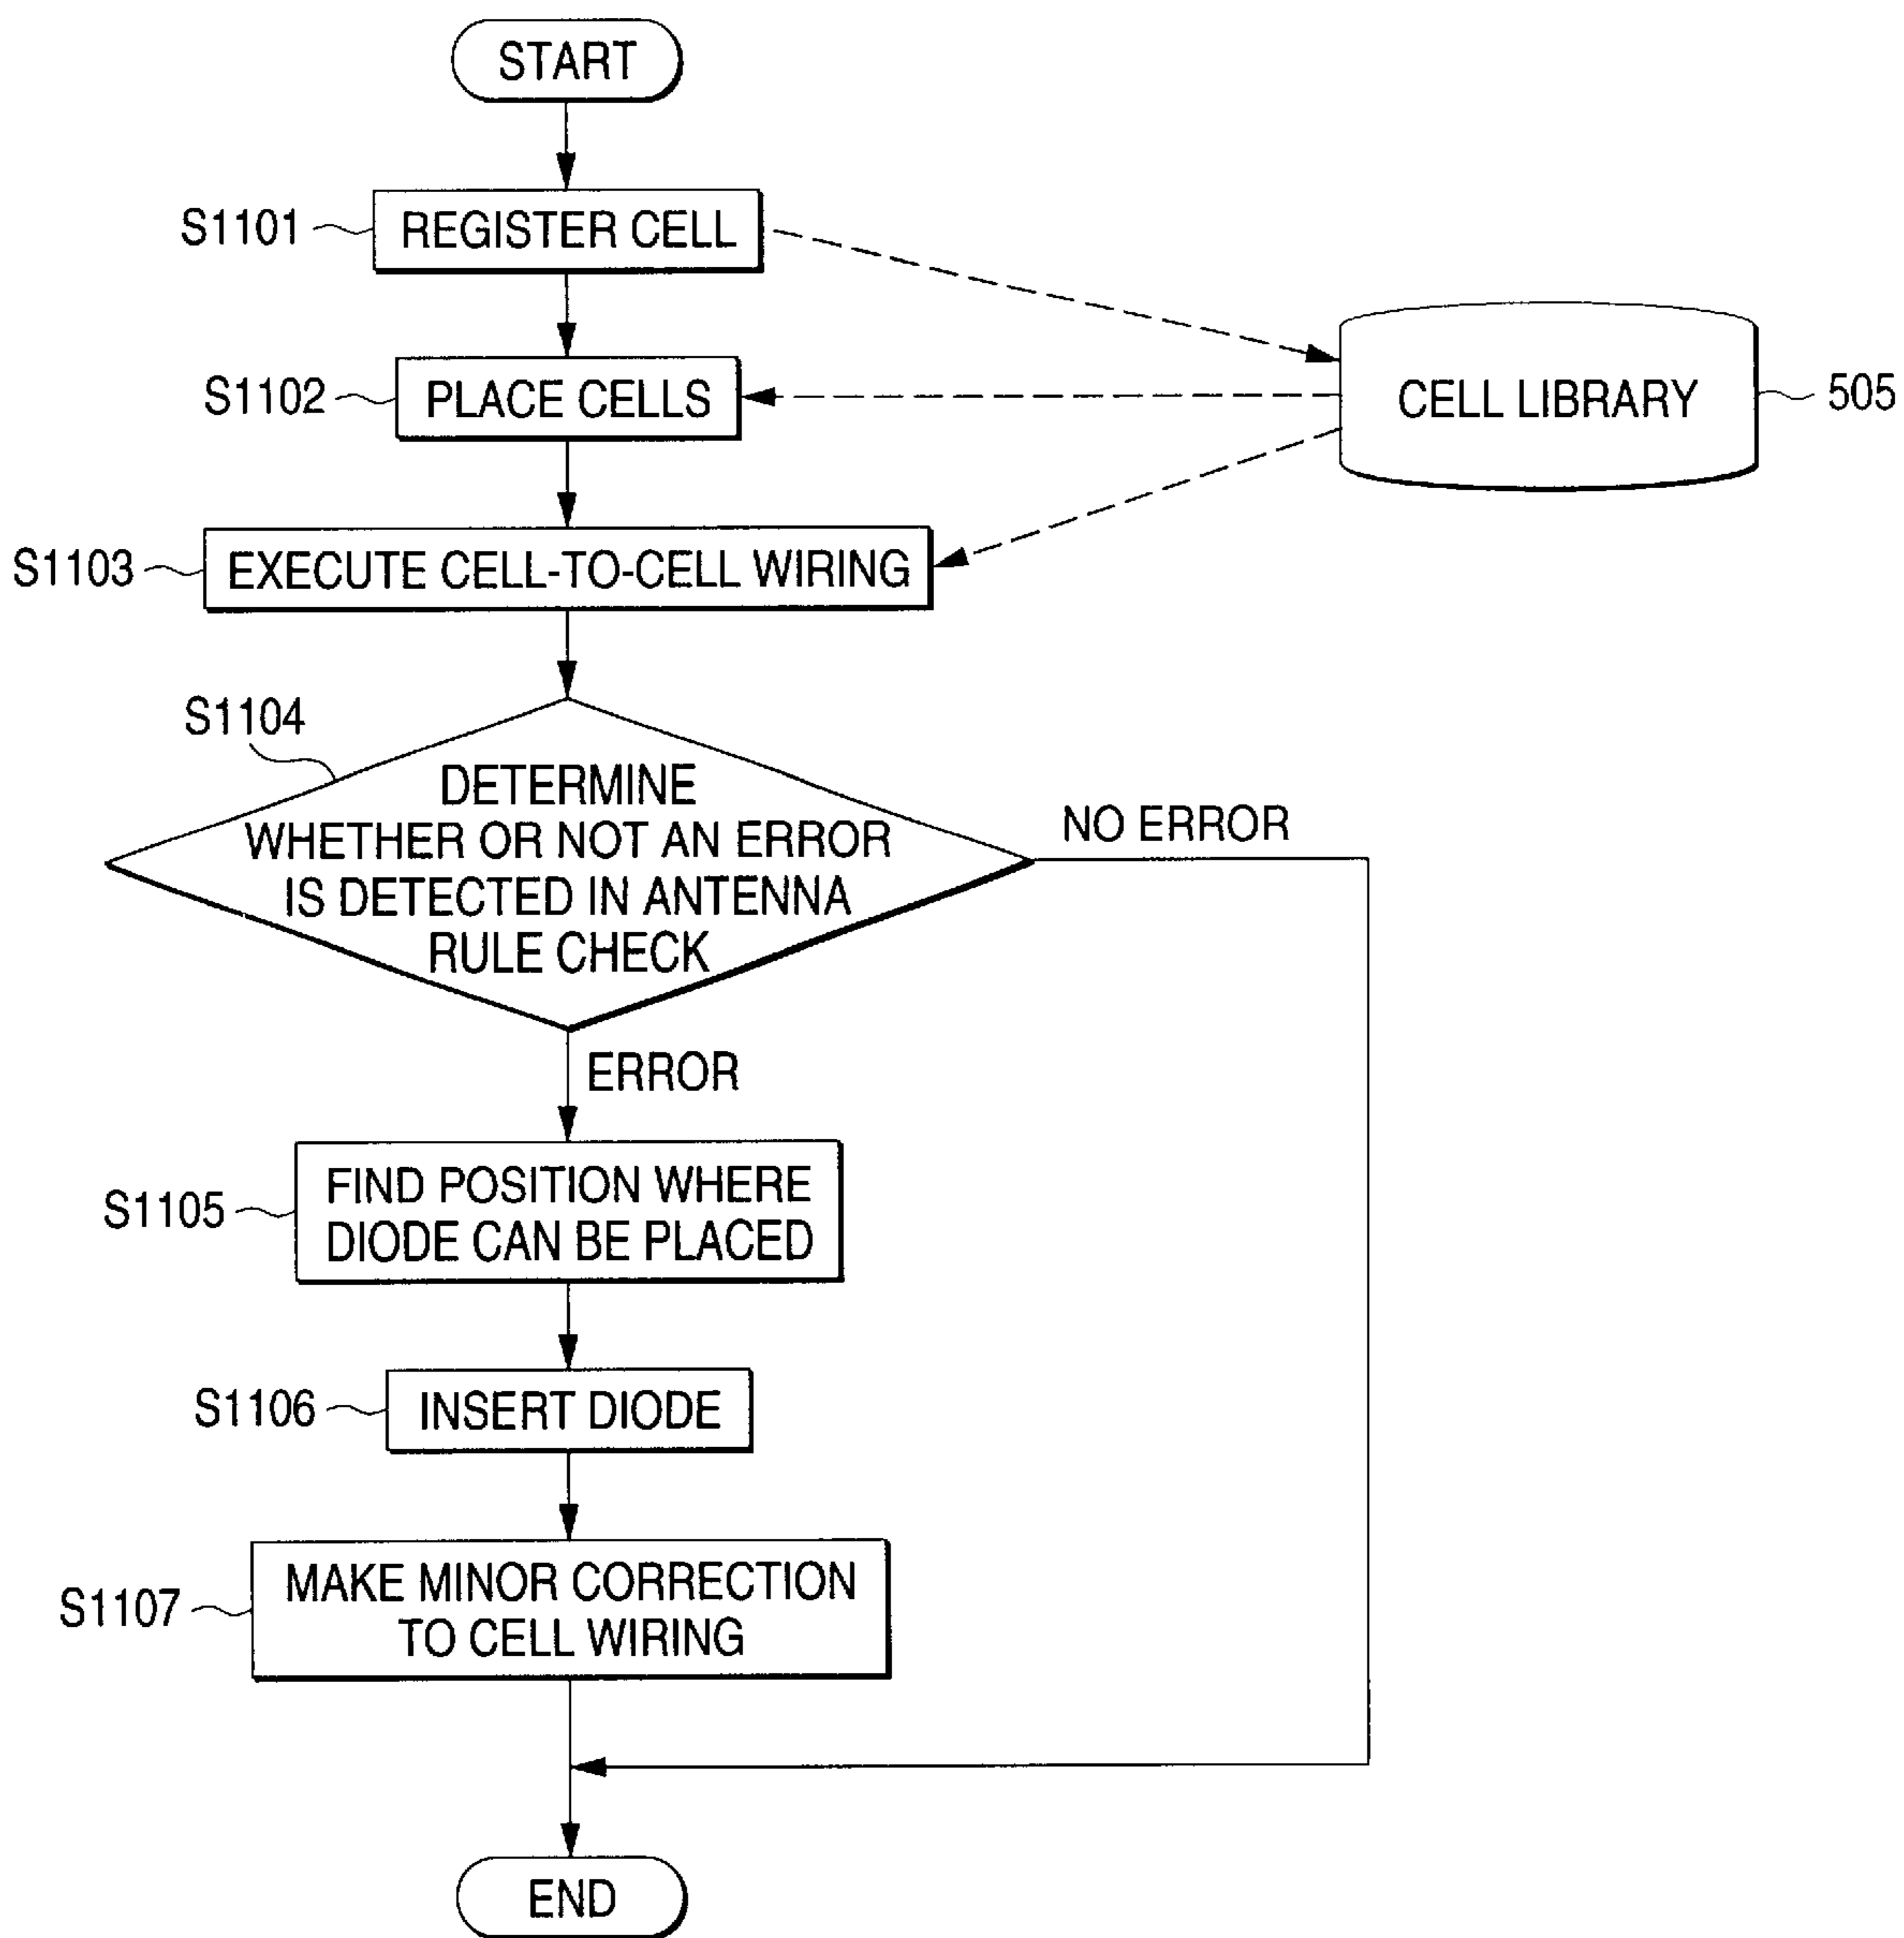 START
S1101
REGISTER CELL
S1102
PLACE CELLS
CELL LIBRARY
505
S1103
EXECUTE CELL-TO-CELL WIRING
S1104
DETERMINE
WHETHER OR NOT AN ERROR
IS DETECTED IN ANTENNA
RULE CHECK
NO ERROR
ERROR
S1105
FIND POSITION WHERE
DIODE CAN BE PLACED
S1106
INSERT DIODE
S1107
MAKE MINOR CORRECTION
TO CELL WIRING
END